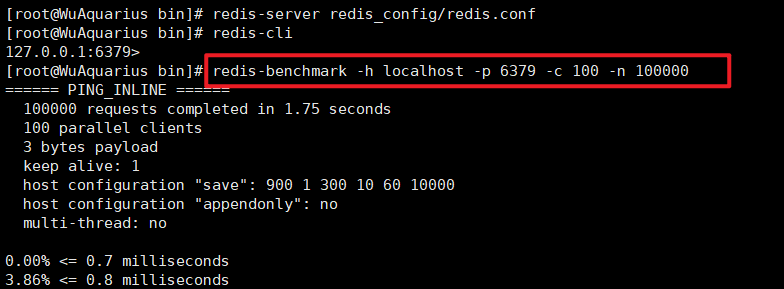 [root@WuAquarius bin]# redis-server redis_config/redis.conf
[root@WuAquarius bin]# redis-cli
127.0.0.1:6379>
[root@WuAquarius bin]# redis-benchmark -h localhost -p 6379 -c 100 -n 100000
====== PING_INLINE ======
100000 requests completed in 1.75 seconds
100 parallel clients
3 bytes payload
keep alive: 1
host configuration "save": 900 1 300 10 60 10000
host configuration "appendonly": no
multi-thread: no
0.00% <= 0.7 milliseconds
3.86% <= 0.8 milliseconds